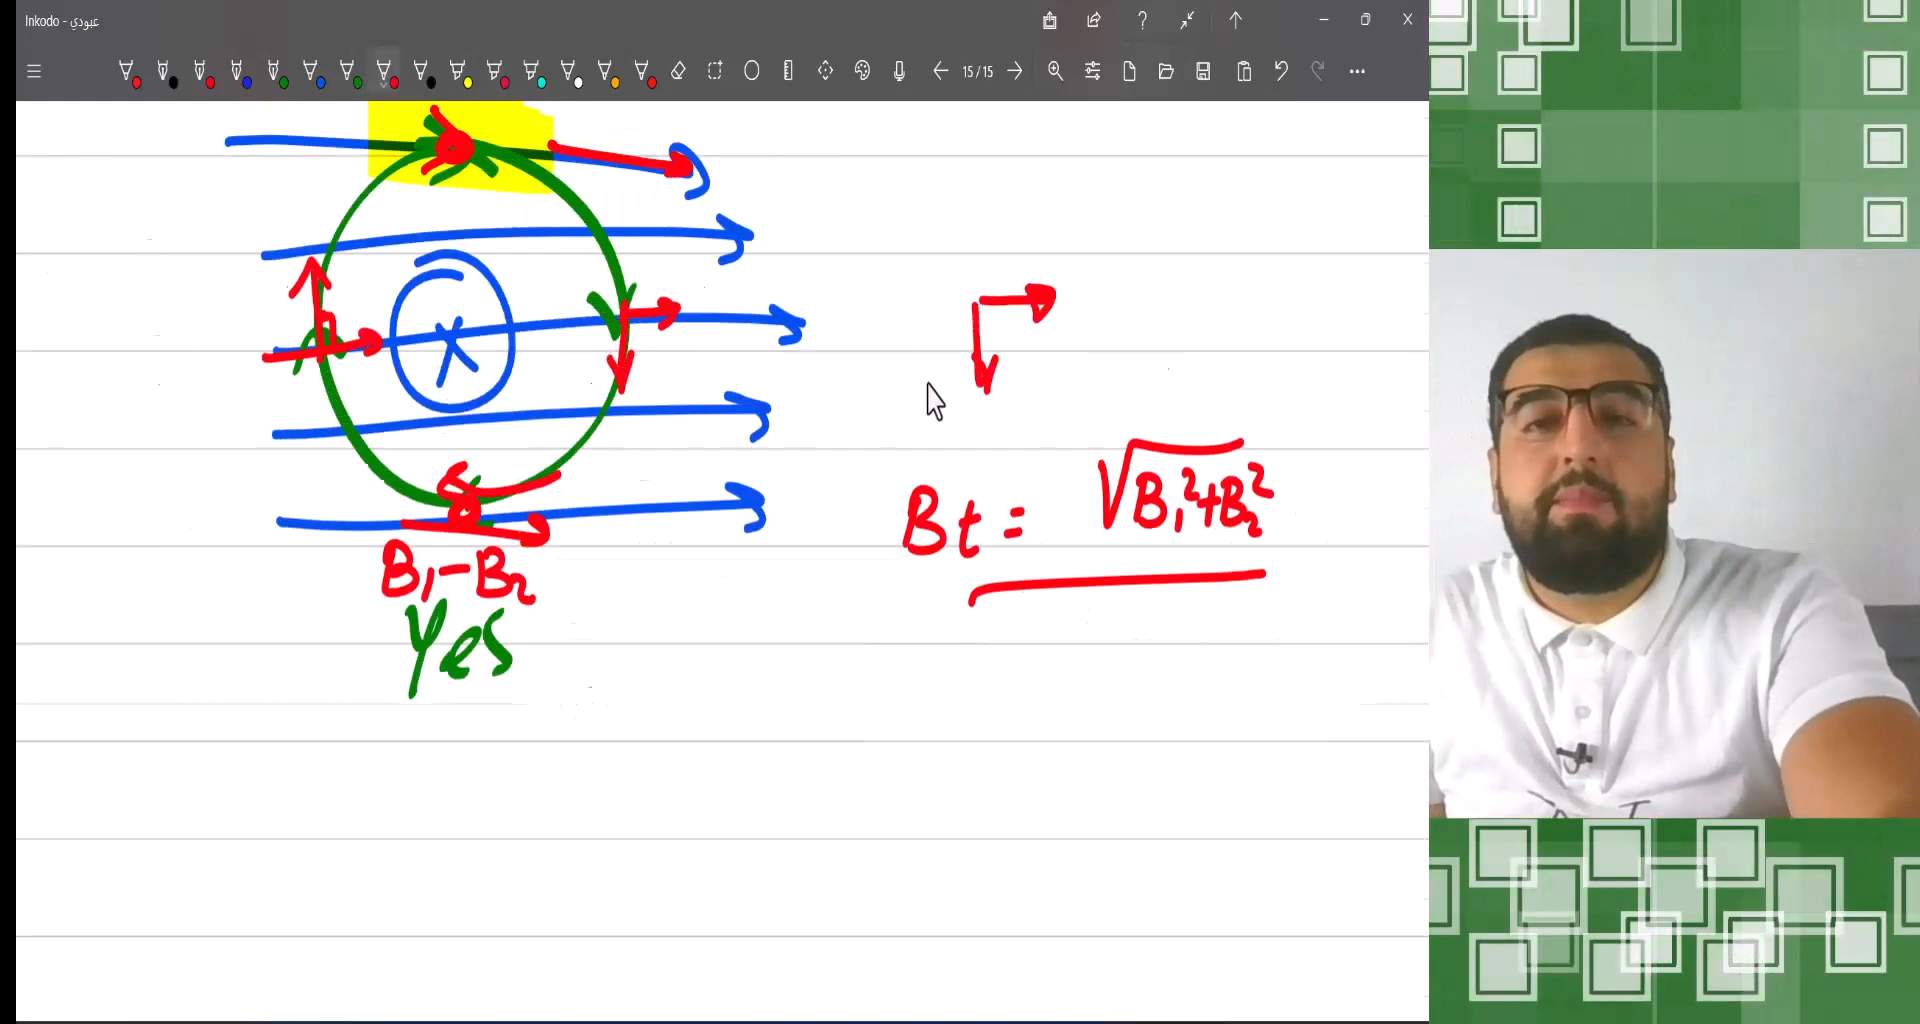 Inkodo - عبودي
15 / 15
X
Bt = √B₁²+B₂²
B₁-B₂
Yes